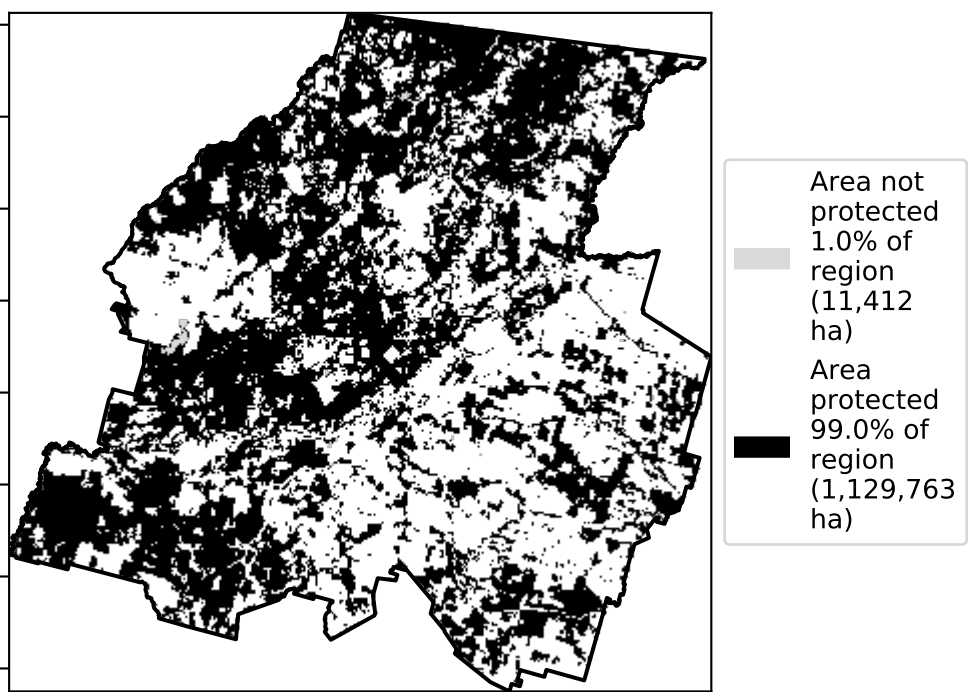 Area not
protected
1.0% of
region
(11,412
ha)
Area
protected
99.0% of
region
(1,129,763
ha)